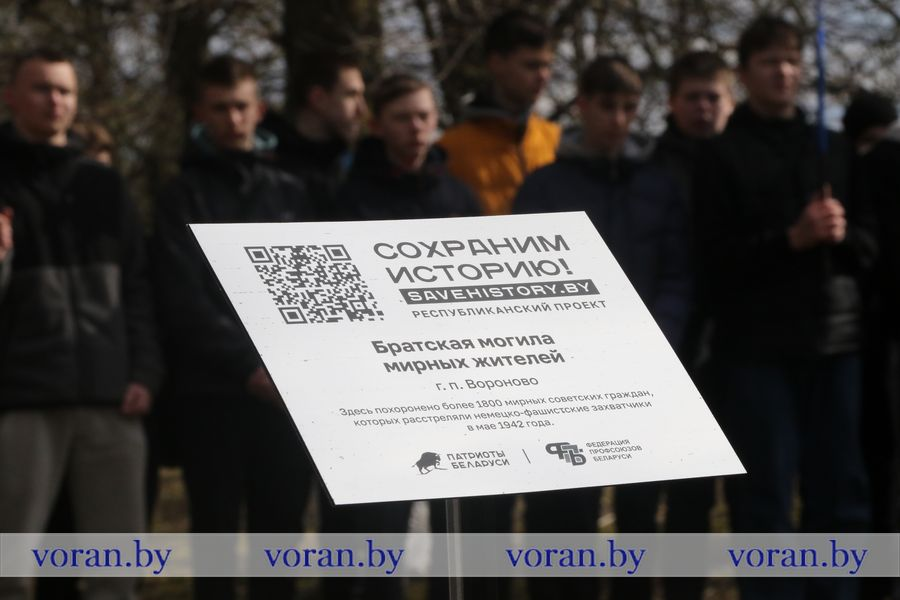 СОХРАНИМ
ИСТОРИЮ!
SAVEHISTORY.BY
РЕСПУБЛИКАНСКИЙ ПРОЕКТ
Братская могила
мирных жителей
г. п. Вороново
Здесь похоронено более 1800 мирных советских граждан,
которых расстреляли немецко-фашистские захватчики
в мае 1942 года.
ПАТРИОТЫ
БЕЛАРУСИ
ФПБ
ФЕДЕРАЦИЯ
ПРОФСОЮЗОВ
БЕЛАРУСИ
voran.by voran.by voran.by voran.by